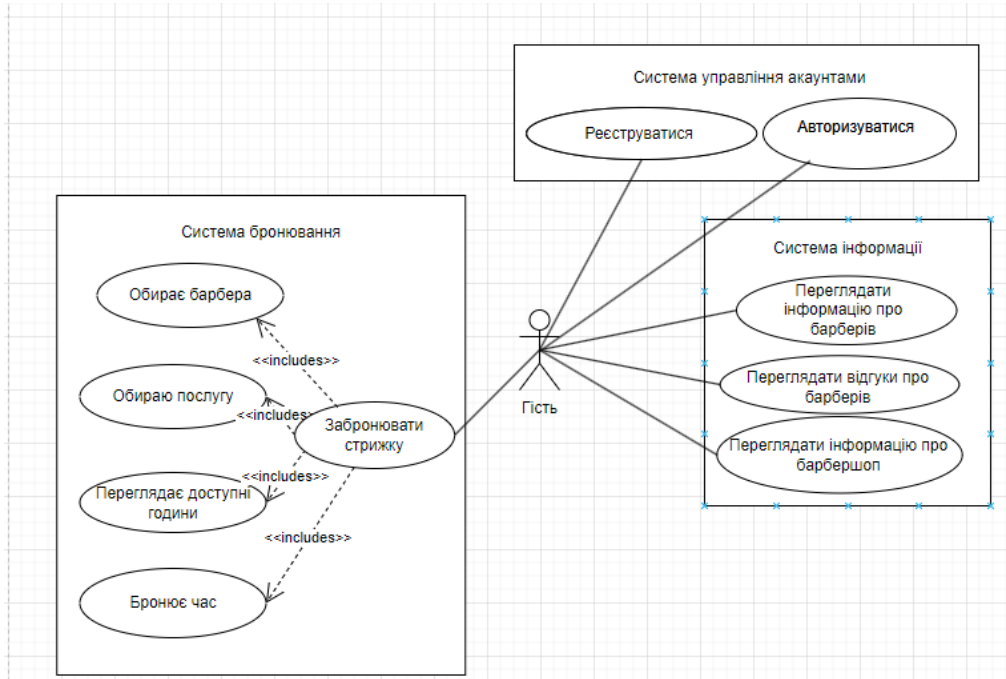 Система управління акаунтами
Реєструватися
Авторизуватися
Система бронювання
Обирає барбера
<<includes>>
Обираю послугу
<<includes>
Забронювати
стрижку
<<includes>>
Переглядає доступні
години
<<includes>>
Бронює час
Гість
Система інформації
Переглядати
інформацію про
барберів
Переглядати відгуки про
барберів
Переглядати інформацію про
барбершоп